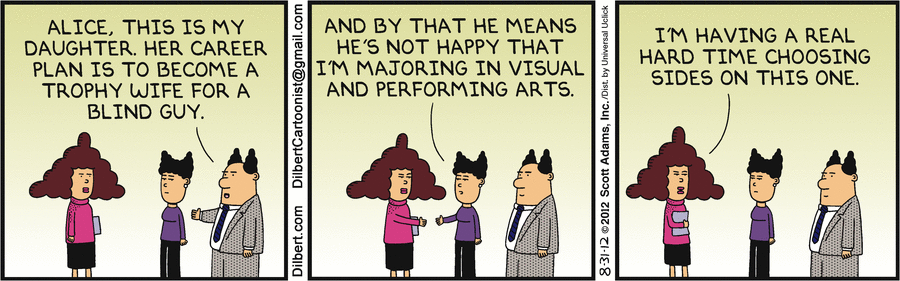 ALICE, THIS IS MY
DAUGHTER. HER CAREER
PLAN IS TO BECOME A
TROPHY WIFE FOR A
BLIND GUY.
Dilbert.com DilbertCartoonist@gmail.com
AND BY THAT HE MEANS
HE'S NOT HAPPY THAT
I'M MAJORING IN VISUAL
AND PERFORMING ARTS.
8-31-12 © 2012 Scott Adams, Inc. /Dist. by Universal Uclick
I'M HAVING A REAL
HARD TIME CHOOSING
SIDES ON THIS ONE.